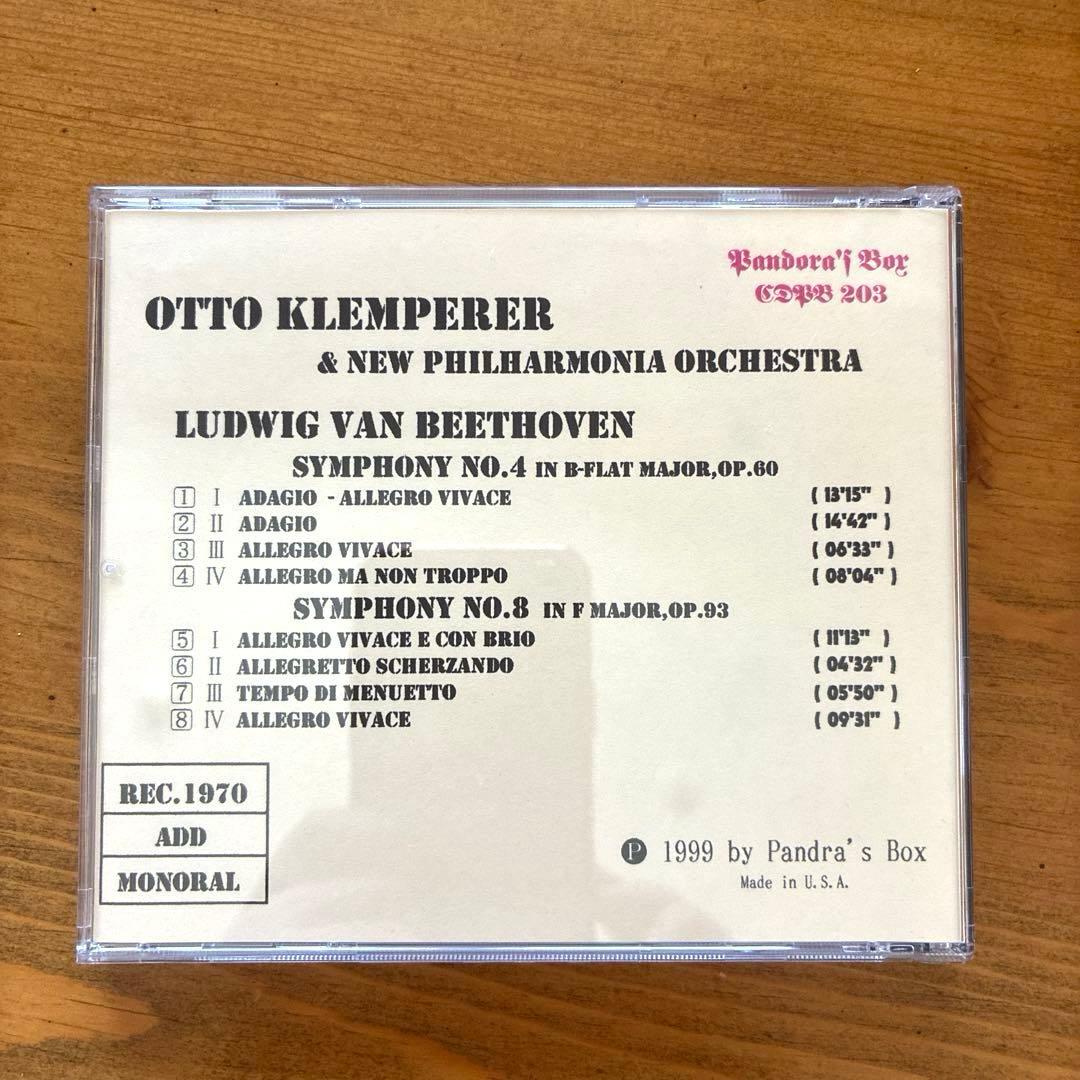 Pandora's Box
CDPB 203
OTTO KLEMPERER
& NEW PHILHARMONIA ORCHESTRA
LUDWIG VAN BEETHOVEN
SYMPHONY NO.4 IN B-FLAT MAJOR,OP.60
1 I ADAGIO - ALLEGRO VIVACE ( 13'15" )
2 II ADAGIO ( 14'42" )
3 III ALLEGRO VIVACE ( 06'33" )
4 IV ALLEGRO MA NON TROPPO ( 08'04" )
SYMPHONY NO.8 IN F MAJOR,OP.93
5 I ALLEGRO VIVACE E CON BRIO ( 11'13" )
6 II ALLEGRETTO SCHERZANDO ( 04'32" )
7 III TEMPO DI MENUETTO ( 05'50" )
8 IV ALLEGRO VIVACE ( 09'31" )
REC.1970
ADD
MONORAL
Ⓟ 1999 by Pandra's Box
Made in U.S.A.